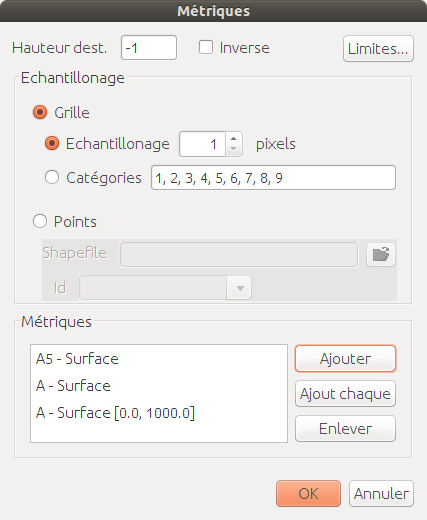 Métriques
Hauteur dest. -1 Inverse Limites...
Echantillonage
Grille
Echantillonage 1 pixels
Catégories 1, 2, 3, 4, 5, 6, 7, 8, 9
Points
Shapefile
Id
Métriques
A5 - Surface
A - Surface
A - Surface [0.0, 1000.0]
Ajouter
Ajout chaque
Enlever
OK Annuler